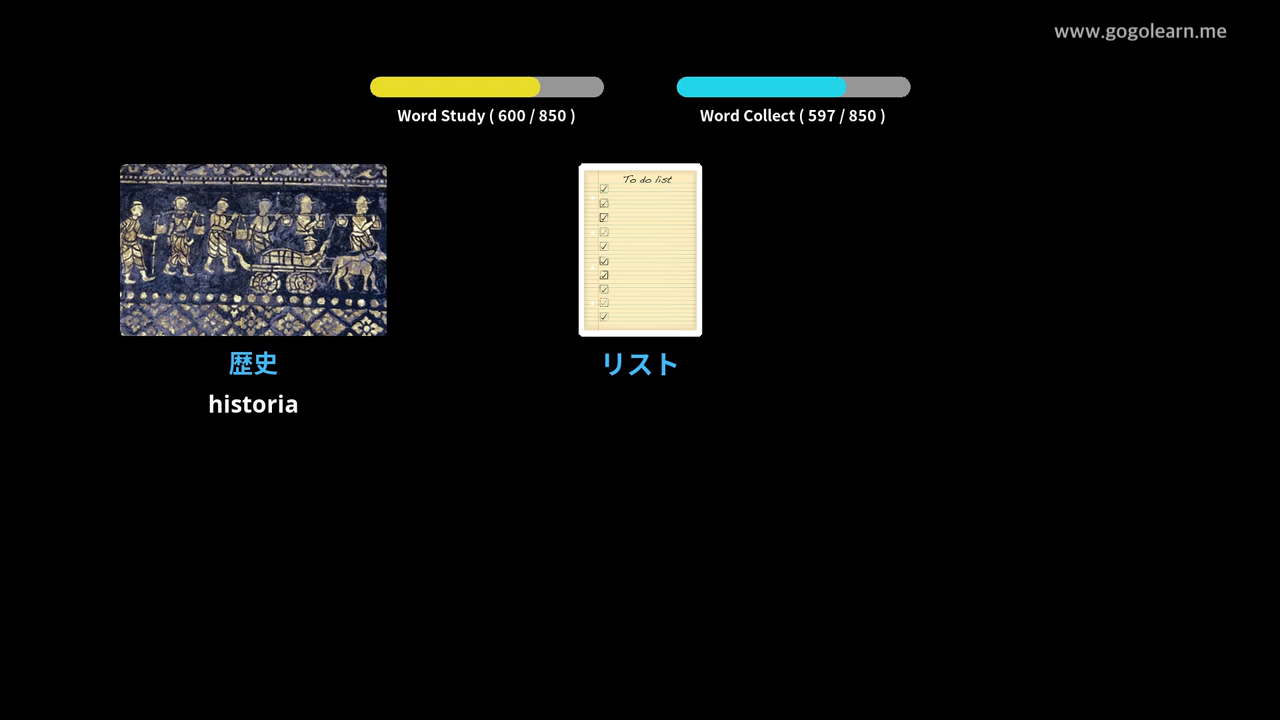 www.gogolearn.me
Word Study ( 600 / 850 )
Word Collect ( 597 / 850 )
To do list
歴史
リスト
historia